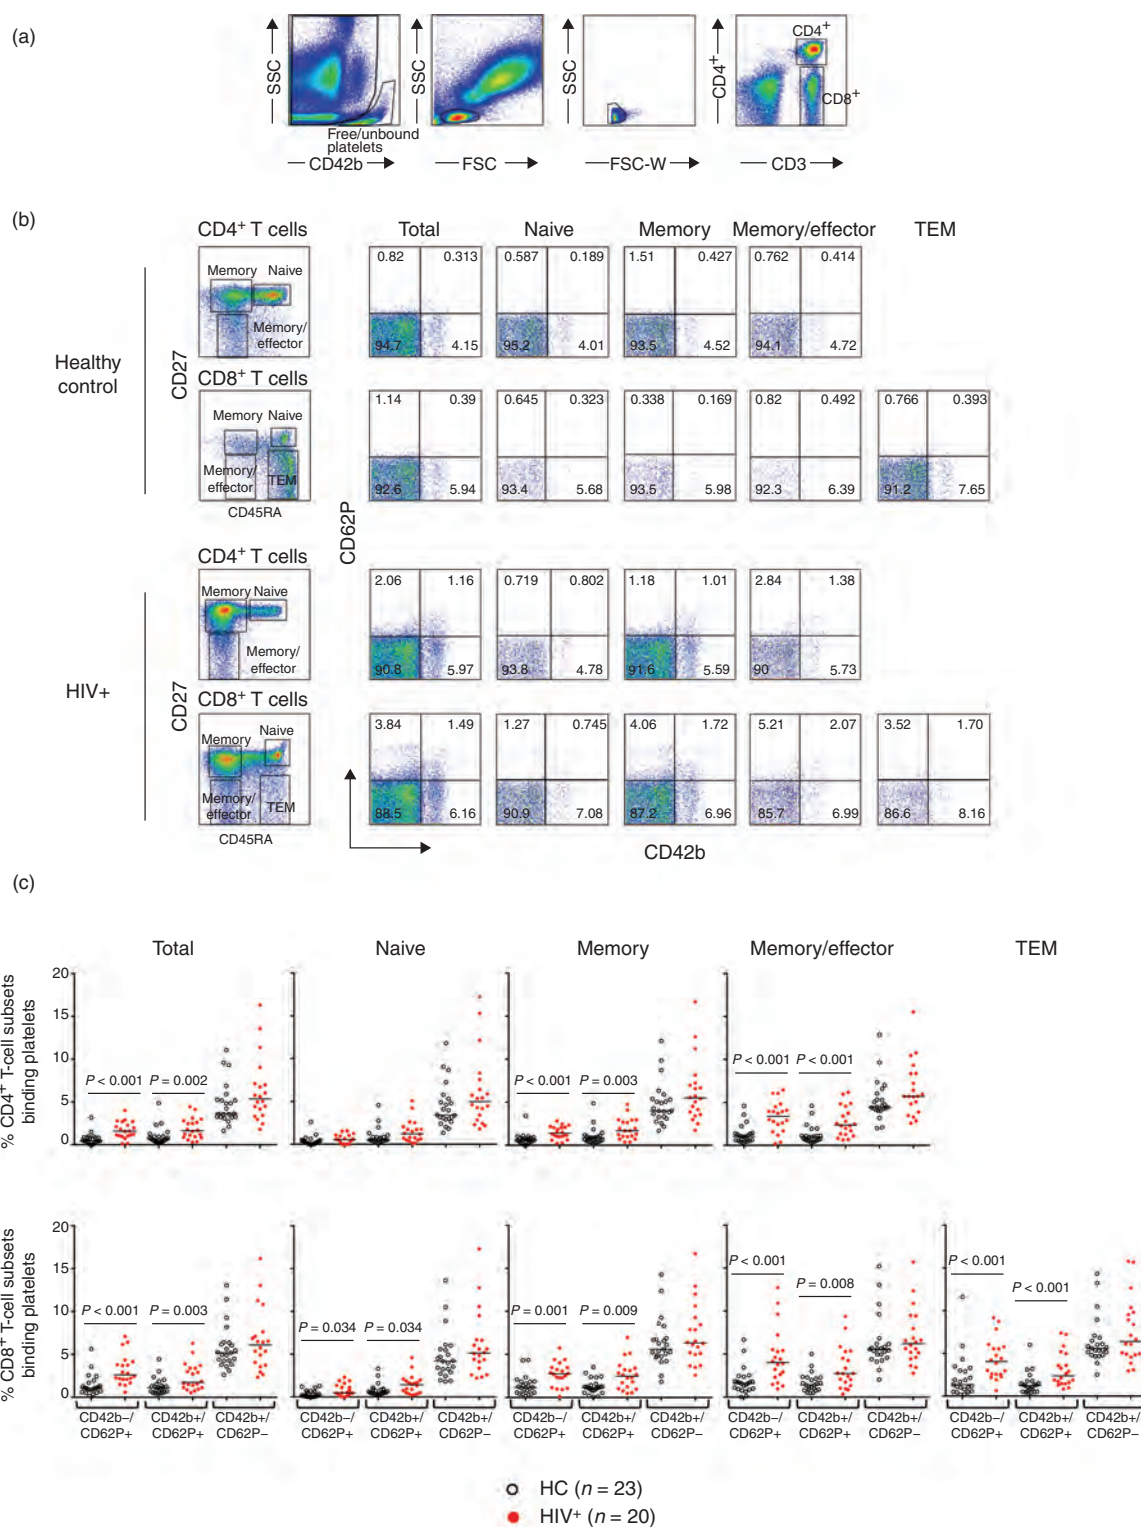 (a)
SSC
SSC
SSC
CD4+
CD4+
CD8+
Free/unbound
platelets
CD42b
FSC
FSC-W
CD3
(b)
CD4+ T cells
Total
Naive
Memory
Memory/effector
TEM
Healthy
control
CD27
Memory
Naive
Memory/
effector
0.82 0.313
94.7 4.15
0.587 0.189
95.2 4.01
1.51 0.427
93.5 4.52
0.762 0.414
94.1 4.72
CD8+ T cells
Memory
Naive
Memory/
effector
TEM
CD45RA
CD62P
1.14 0.39
92.6 5.94
0.645 0.323
93.4 5.68
0.338 0.169
93.5 5.98
0.82 0.492
92.3 6.39
0.766 0.393
91.2 7.65
HIV+
CD4+ T cells
CD27
Memory
Naive
Memory/
effector
2.06 1.16
90.8 5.97
0.719 0.802
93.8 4.78
1.18 1.01
91.6 5.59
2.84 1.38
90 5.73
CD8+ T cells
Memory
Naive
Memory/
effector
TEM
CD45RA
3.84 1.49
88.5 6.16
1.27 0.745
90.9 7.08
4.06 1.72
87.2 6.96
5.21 2.07
85.7 6.99
3.52 1.70
86.6 8.16
CD42b
(c)
Total
Naive
Memory
Memory/effector
TEM
% CD4+ T-cell subsets
binding platelets
20
15
10
5
0
P < 0.001 P = 0.002
P < 0.001 P = 0.003
P < 0.001 P < 0.001
% CD8+ T-cell subsets
binding platelets
20
15
10
5
0
P < 0.001 P = 0.003
P = 0.034 P = 0.034
P = 0.001 P = 0.009
P < 0.001
P = 0.008
P < 0.001
P < 0.001
CD42b−/ CD42b+/ CD42b+/
CD62P+ CD62P+ CD62P−
CD42b−/ CD42b+/ CD42b+/
CD62P+ CD62P+ CD62P−
CD42b−/ CD42b+/ CD42b+/
CD62P+ CD62P+ CD62P−
CD42b−/ CD42b+/ CD42b+/
CD62P+ CD62P+ CD62P−
CD42b−/ CD42b+/ CD42b+/
CD62P+ CD62P+ CD62P−
HC (n = 23)
HIV+ (n = 20)